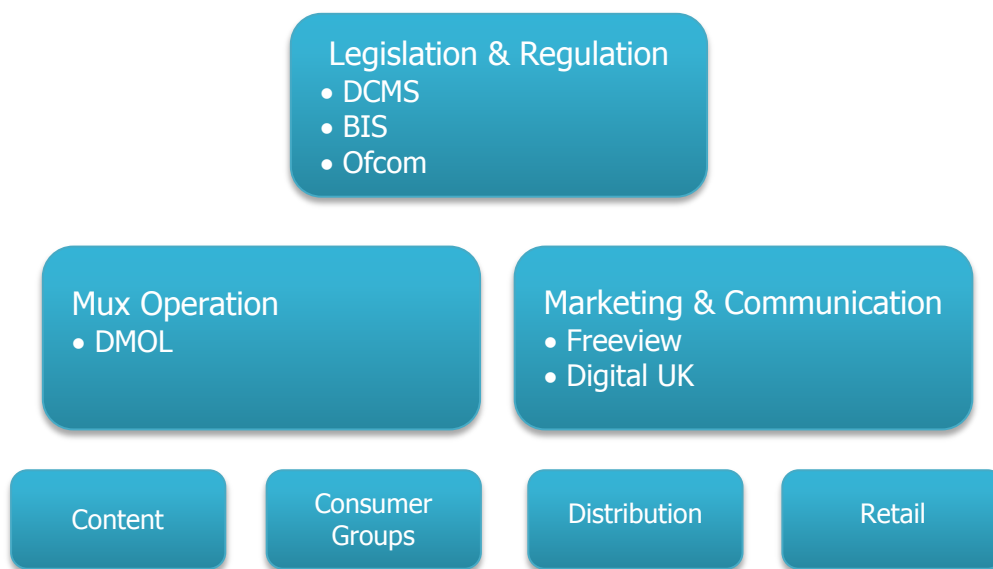 Legislation & Regulation
• DCMS
• BIS
• Ofcom
Mux Operation
• DMOL
Marketing & Communication
• Freeview
• Digital UK
Content
Consumer
Groups
Distribution
Retail